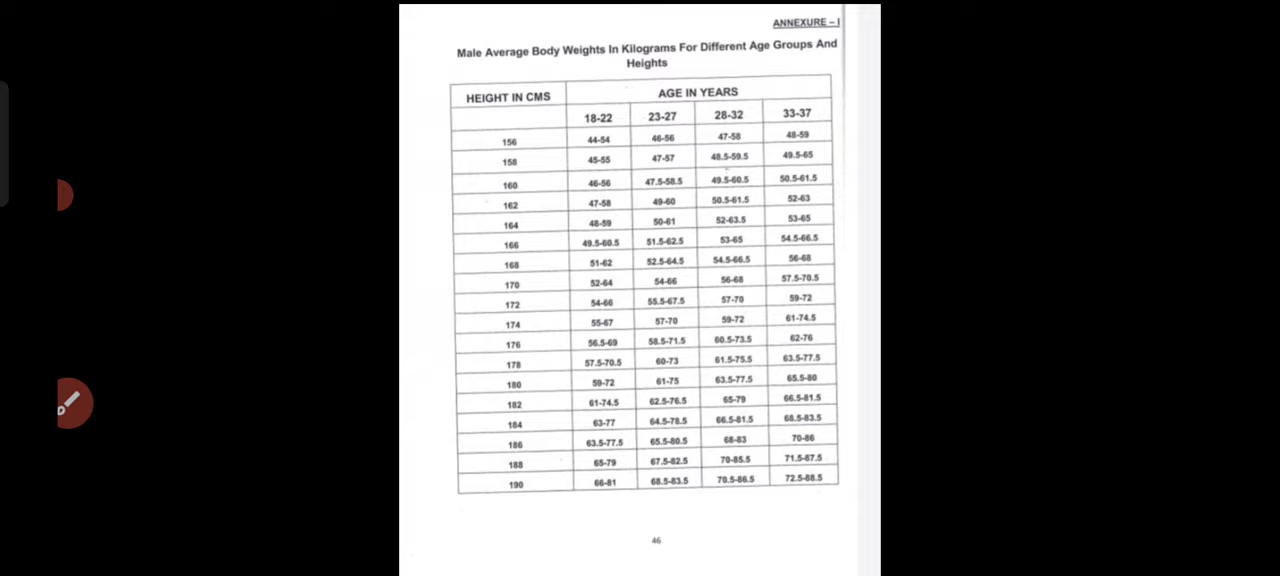 ANNEXURE – I
Male Average Body Weights In Kilograms For Different Age Groups And
Heights
HEIGHT IN CMS AGE IN YEARS
18-22 23-27 28-32 33-37
156 44-54 46-56 47-58 48-59
158 45-55 47-57 48.5-59.5 49.5-65
160 46-56 47.5-58.5 49.5-60.5 50.5-61.5
162 47-58 49-60 50.5-61.5 52-63
164 48-59 50-61 52-63.5 53-65
166 49.5-60.5 51.5-62.5 53-65 54.5-66.5
168 51-62 52.5-64.5 54.5-66.5 56-68
170 52-64 54-66 56-68 57.5-70.5
172 54-66 55.5-67.5 57-70 59-72
174 55-67 57-70 59-72 61-74.5
176 56.5-69 58.5-71.5 60.5-73.5 62-76
178 57.5-70.5 60-73 61.5-75.5 63.5-77.5
180 59-72 61-75 63.5-77.5 65.5-80
182 61-74.5 62.5-76.5 65-79 66.5-81.5
184 63-77 64.5-78.5 66.5-81.5 68.5-83.5
186 63.5-77.5 65.5-80.5 68-83 70-86
188 65-79 67.5-82.5 70-85.5 71.5-87.5
190 66-81 68.5-83.5 70.5-86.5 72.5-88.5
46